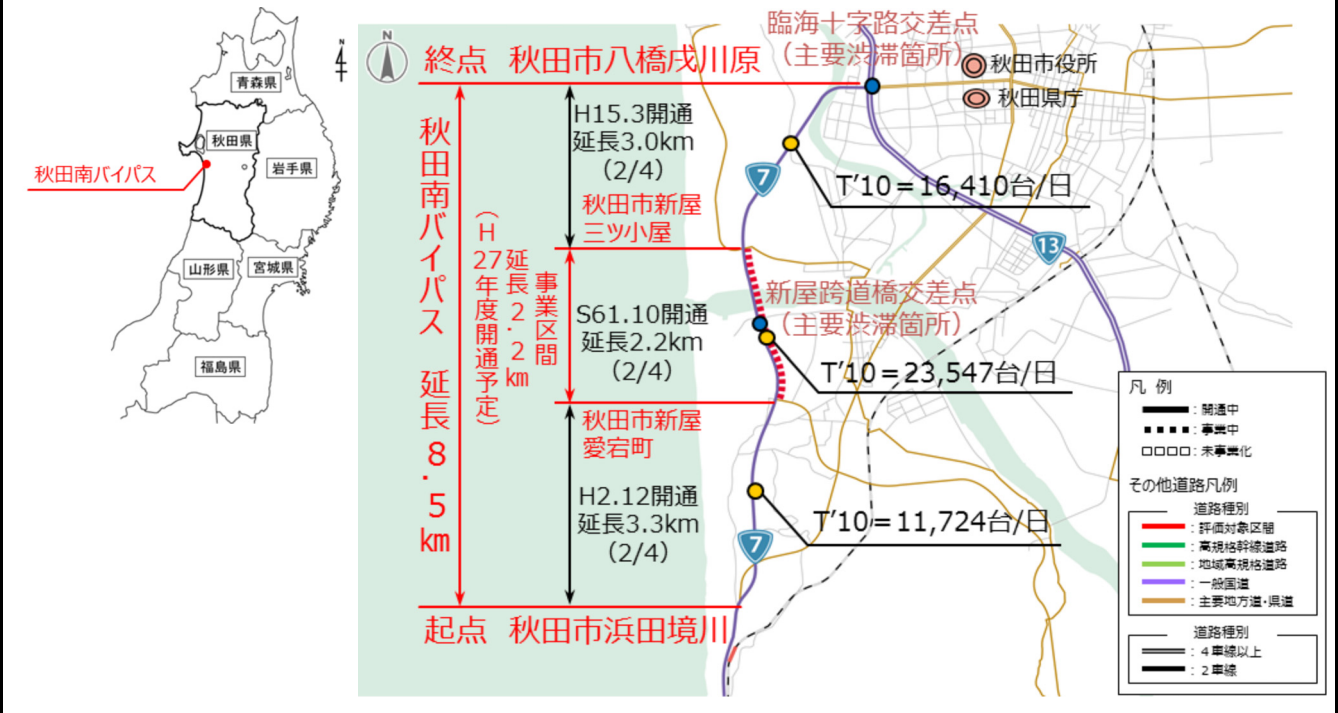 N
青森県
秋田県
岩手県
秋田南バイパス
山形県
宮城県
福島県
N
終点 秋田市八橋戌川原
臨海十字路交差点
(主要渋滞箇所)
秋田市役所
秋田県庁
秋田南バイパス 延長8.5km
H15.3開通
延長3.0km
(2/4)
秋田市新屋
三ツ小屋
7
T’10=16,410台/日
13
事業区間
延長2.2km
(H27年度開通予定)
S61.10開通
延長2.2km
(2/4)
新屋跨道橋交差点
(主要渋滞箇所)
T’10=23,547台/日
秋田市新屋
愛宕町
H2.12開通
延長3.3km
(2/4)
7
T’10=11,724台/日
起点 秋田市浜田境川
凡 例
:開通中
:事業中
:未事業化
その他道路凡例
道路種別
:評価対象区間
:高規格幹線道路
:地域高規格道路
:一般国道
:主要地方道・県道
道路種別
:4車線以上
:2車線